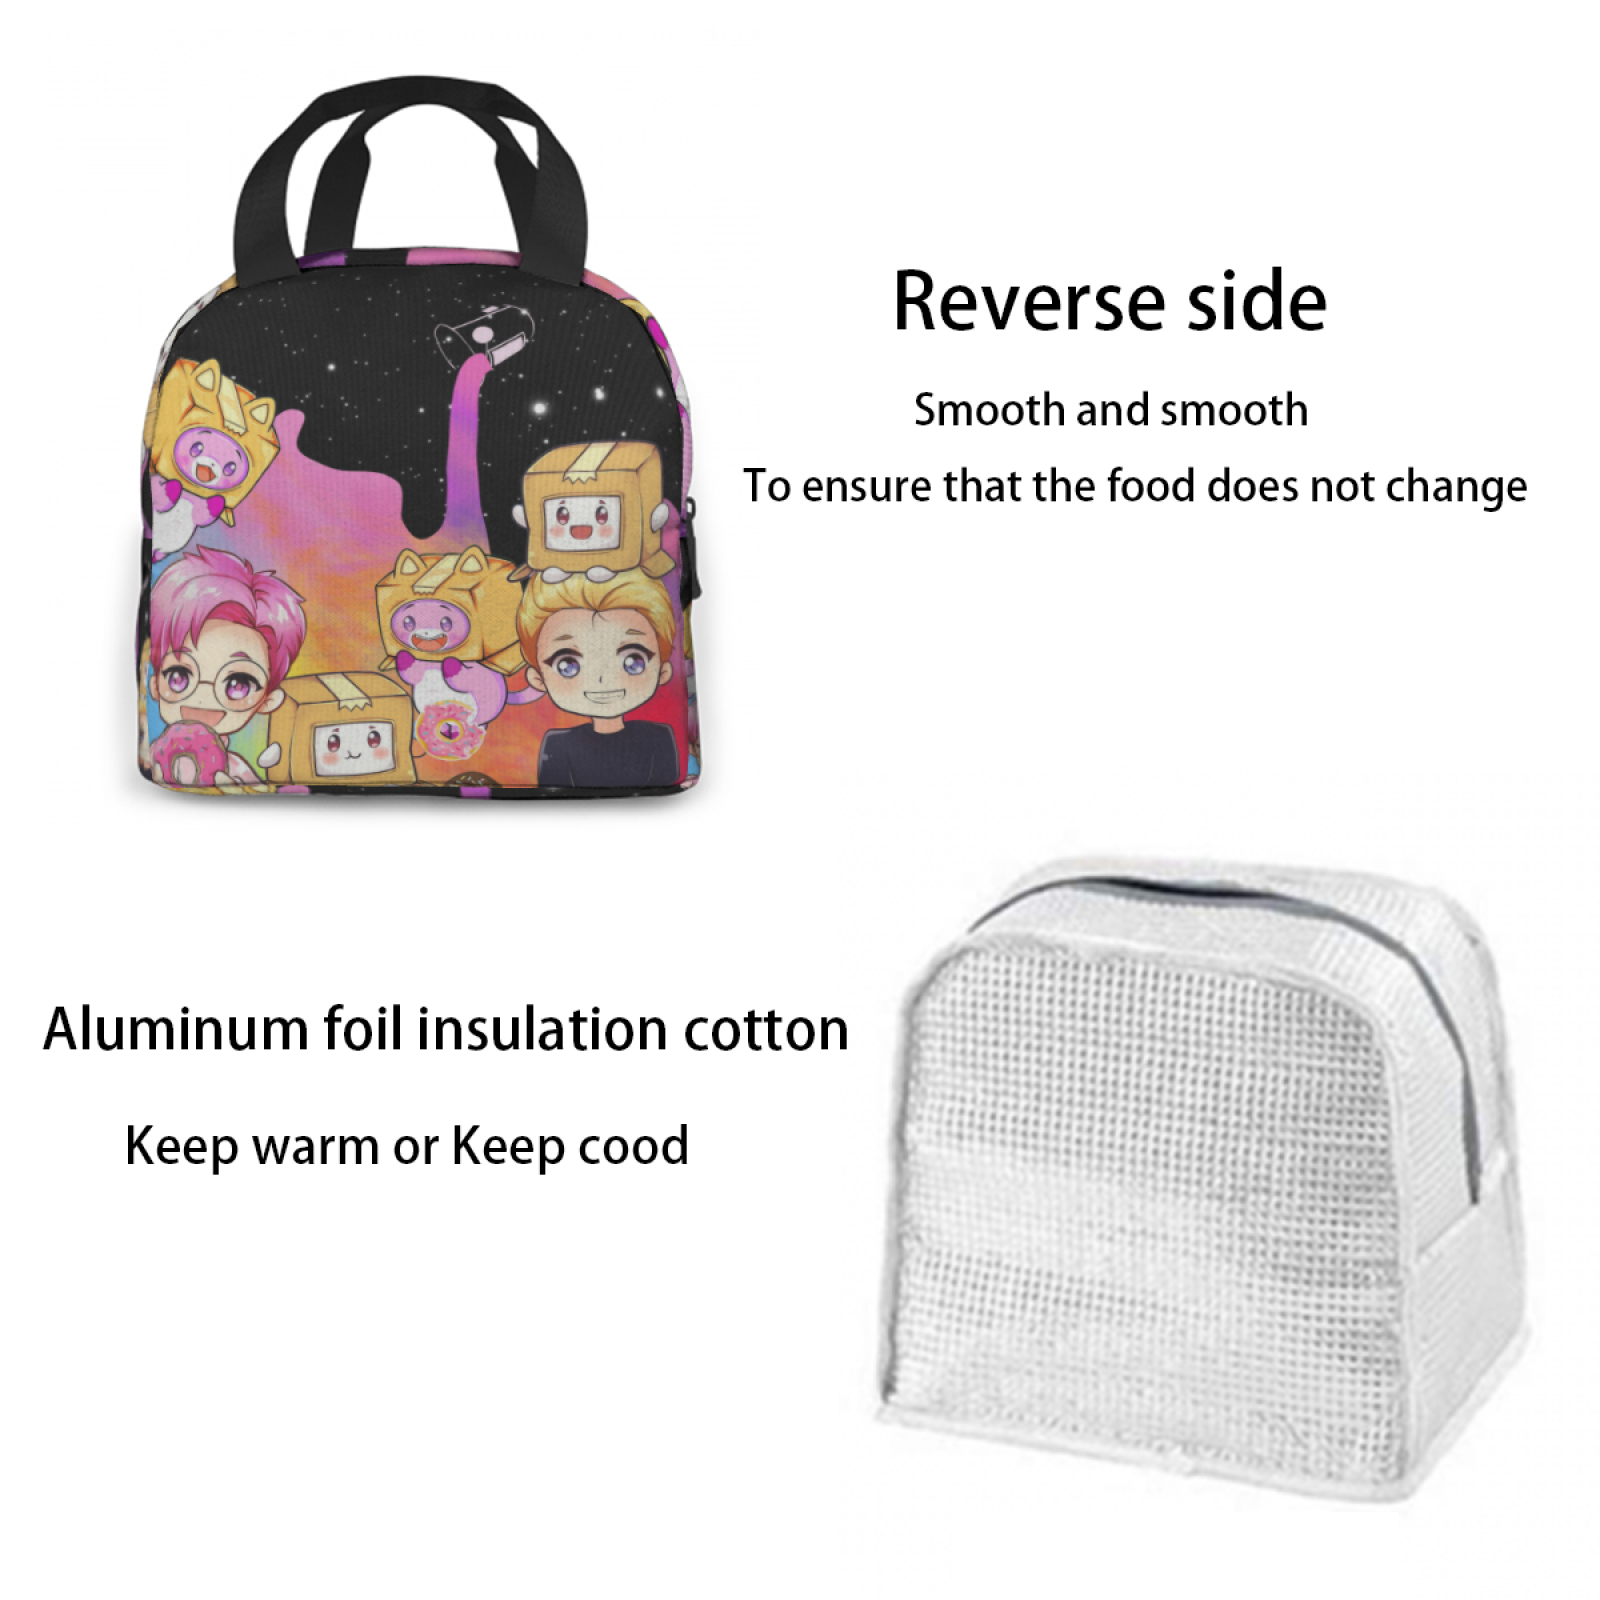 Reverse side
Smooth and smooth
To ensure that the food does not change
Aluminum foil insulation cotton
Keep warm or Keep cood